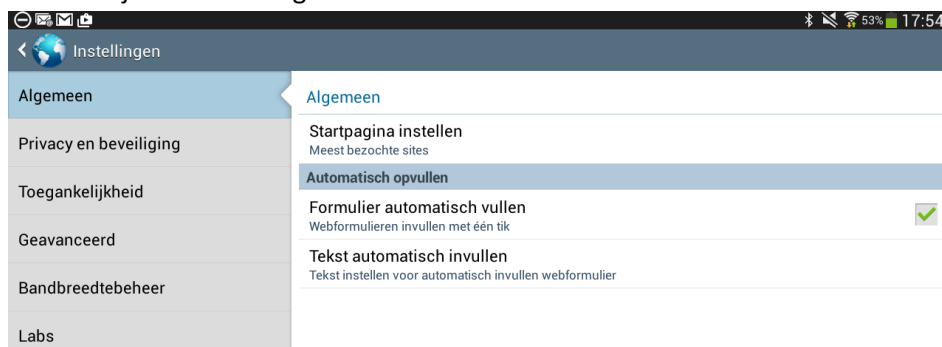 53% 17:54
Instellingen
Algemeen
Privacy en beveiliging
Toegankelijkheid
Geavanceerd
Bandbreedtebeheer
Labs
Algemeen
Startpagina instellen
Meest bezochte sites
Automatisch opvullen
Formulier automatisch vullen
Webformulieren invullen met één tik
Tekst automatisch invullen
Tekst instellen voor automatisch invullen webformulier